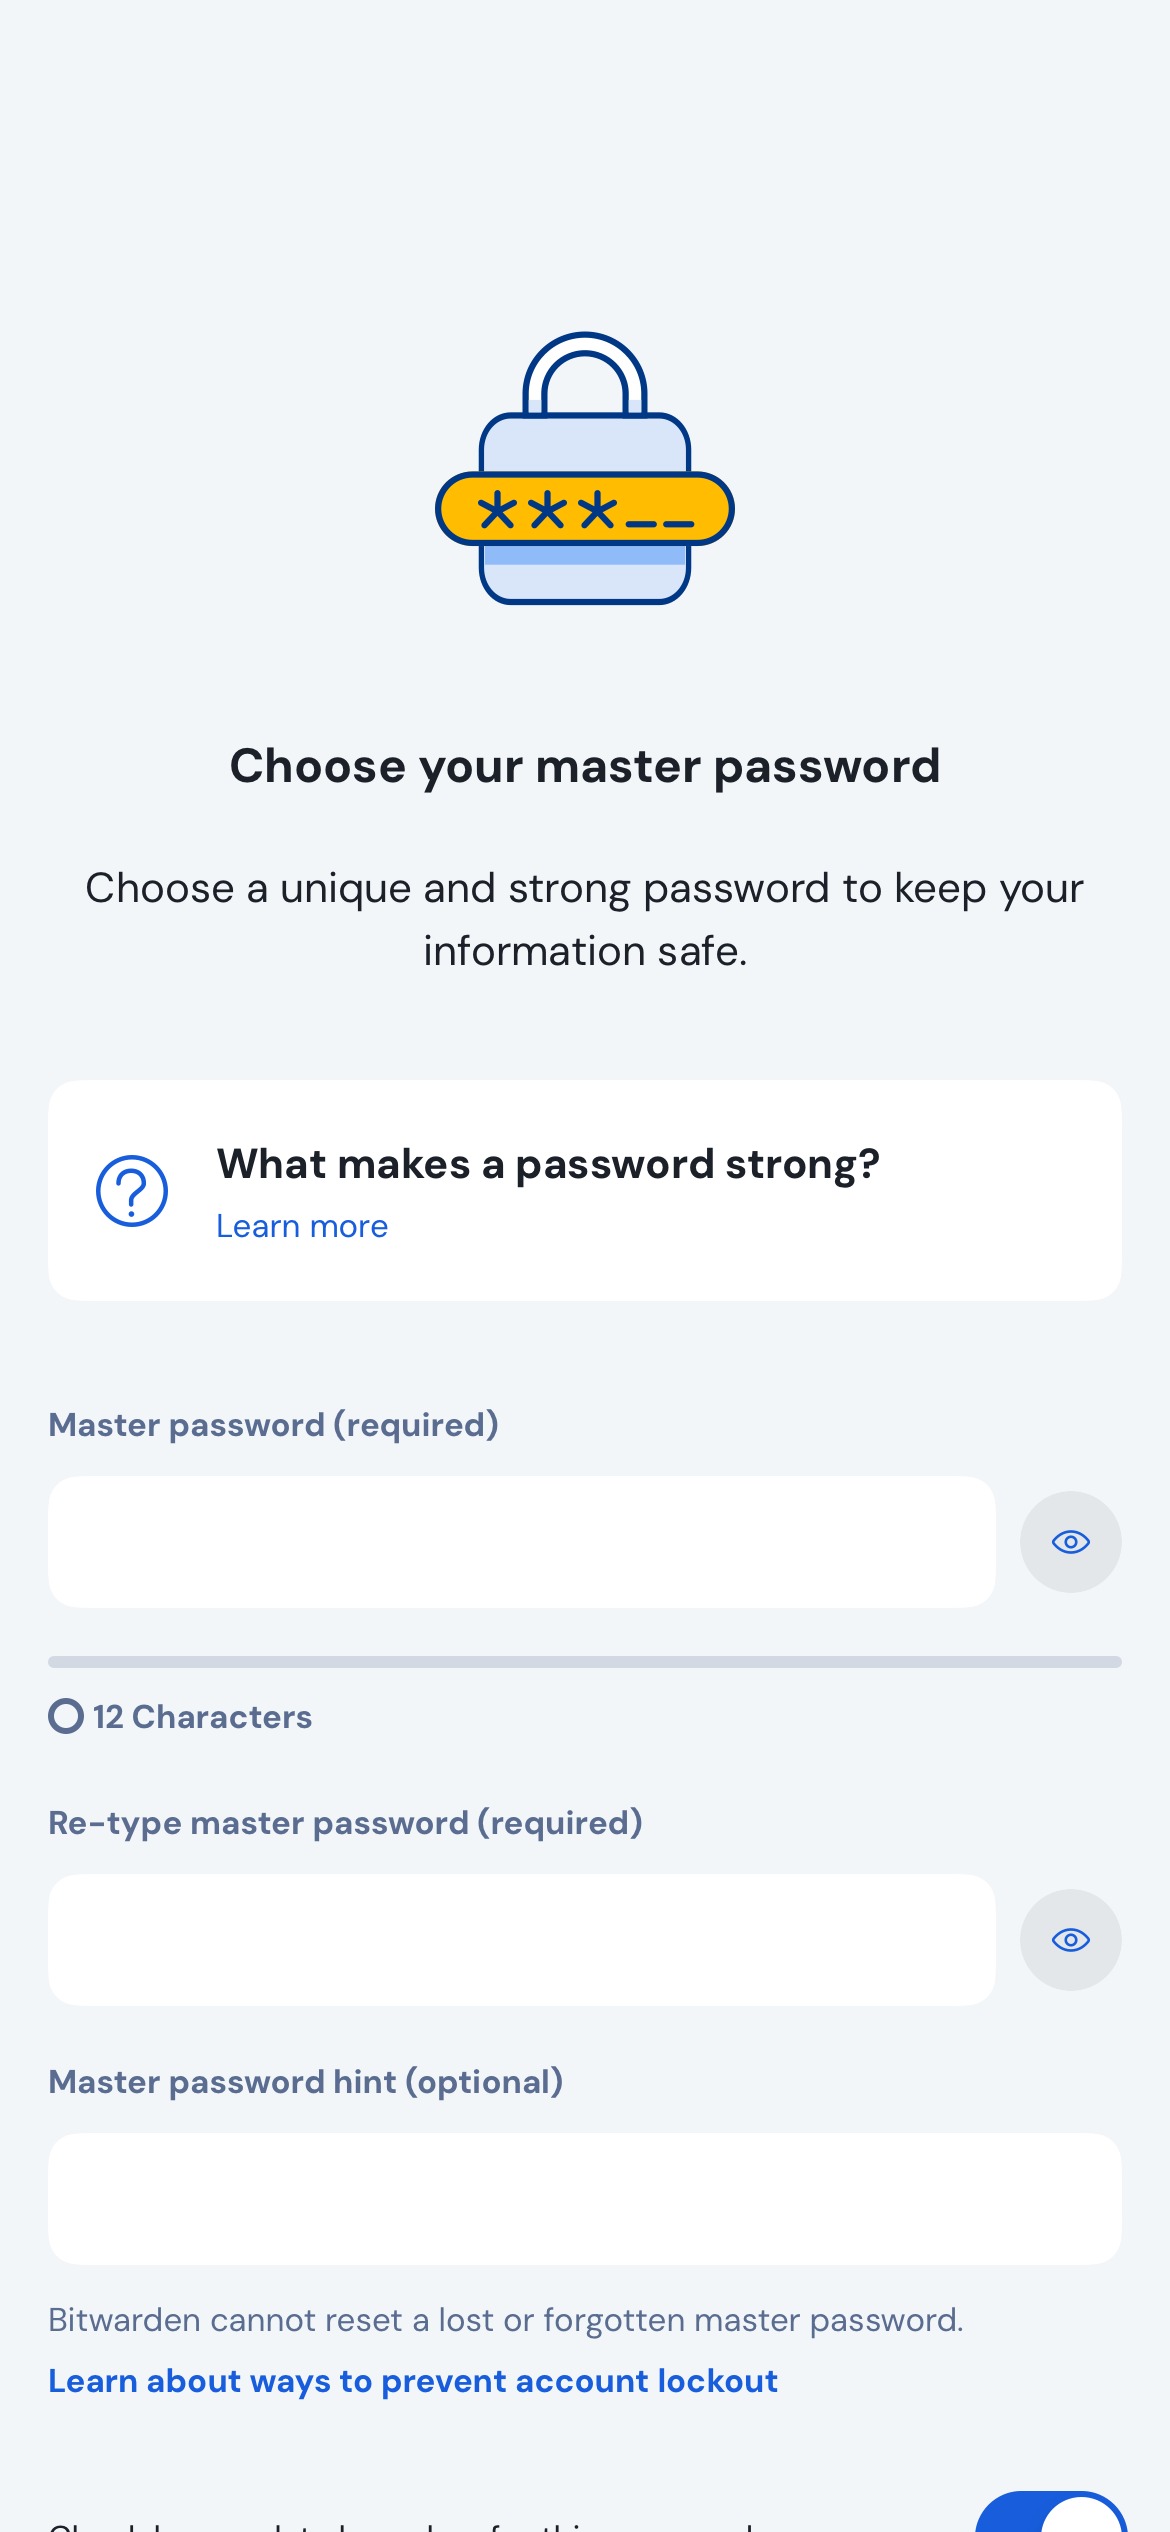 ***__
Choose your master password
Choose a unique and strong password to keep your
information safe.
What makes a password strong?
Learn more
Master password (required)
12 Characters
Re-type master password (required)
Master password hint (optional)
Bitwarden cannot reset a lost or forgotten master password.
Learn about ways to prevent account lockout